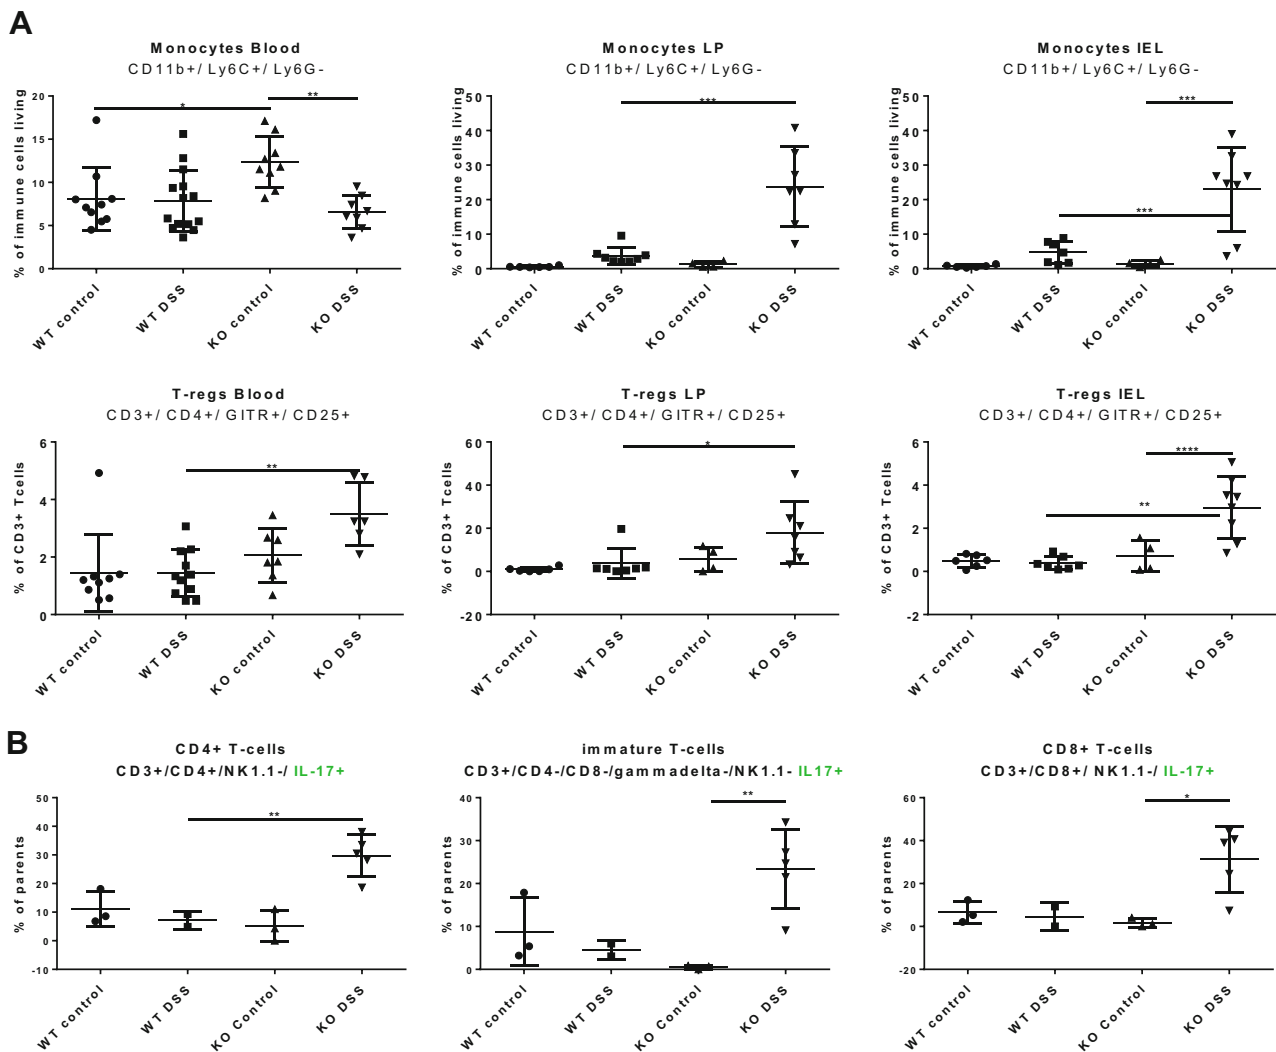 A
Monocytes Blood
CD11b+/ Ly6C+/ Ly6G-
% of immune cells living
20
15
10
5
0
*
**
WT control
WT DSS
KO control
KO DSS
Monocytes LP
CD11b+/ Ly6C+/ Ly6G-
% of immune cells living
50
40
30
20
10
0
***
WT control
WT DSS
KO control
KO DSS
Monocytes IEL
CD11b+/ Ly6C+/ Ly6G-
% of immune cells living
50
40
30
20
10
0
***
***
WT control
WT DSS
KO control
KO DSS
T-regs Blood
CD3+/ CD4+/ GITR+/ CD25+
% of CD3+ Tcells
6
4
2
0
**
WT control
WT DSS
KO control
KO DSS
T-regs LP
CD3+/ CD4+/ GITR+/ CD25+
% of CD3+ Tcells
60
40
20
0
-20
*
WT control
WT DSS
KO control
KO DSS
T-regs IEL
CD3+/ CD4+/ GITR+/ CD25+
% of CD3+ Tcells
6
4
2
0
-2
****
**
WT control
WT DSS
KO control
KO DSS
B
CD4+ T-cells
CD3+/CD4+/NK1.1-/ IL-17+
% of parents
50
40
30
20
10
0
-10
**
WT control
WT DSS
KO Control
KO DSS
immature T-cells
CD3+/CD4-/CD8-/gammadelta-/NK1.1- IL17+
% of parents
40
30
20
10
0
**
WT Control
WT DSS
KO Control
KO DSS
CD8+ T-cells
CD3+/CD8+/ NK1.1-/ IL-17+
% of parents
60
40
20
0
-20
*
WT control
WT DSS
KO Control
KO DSS